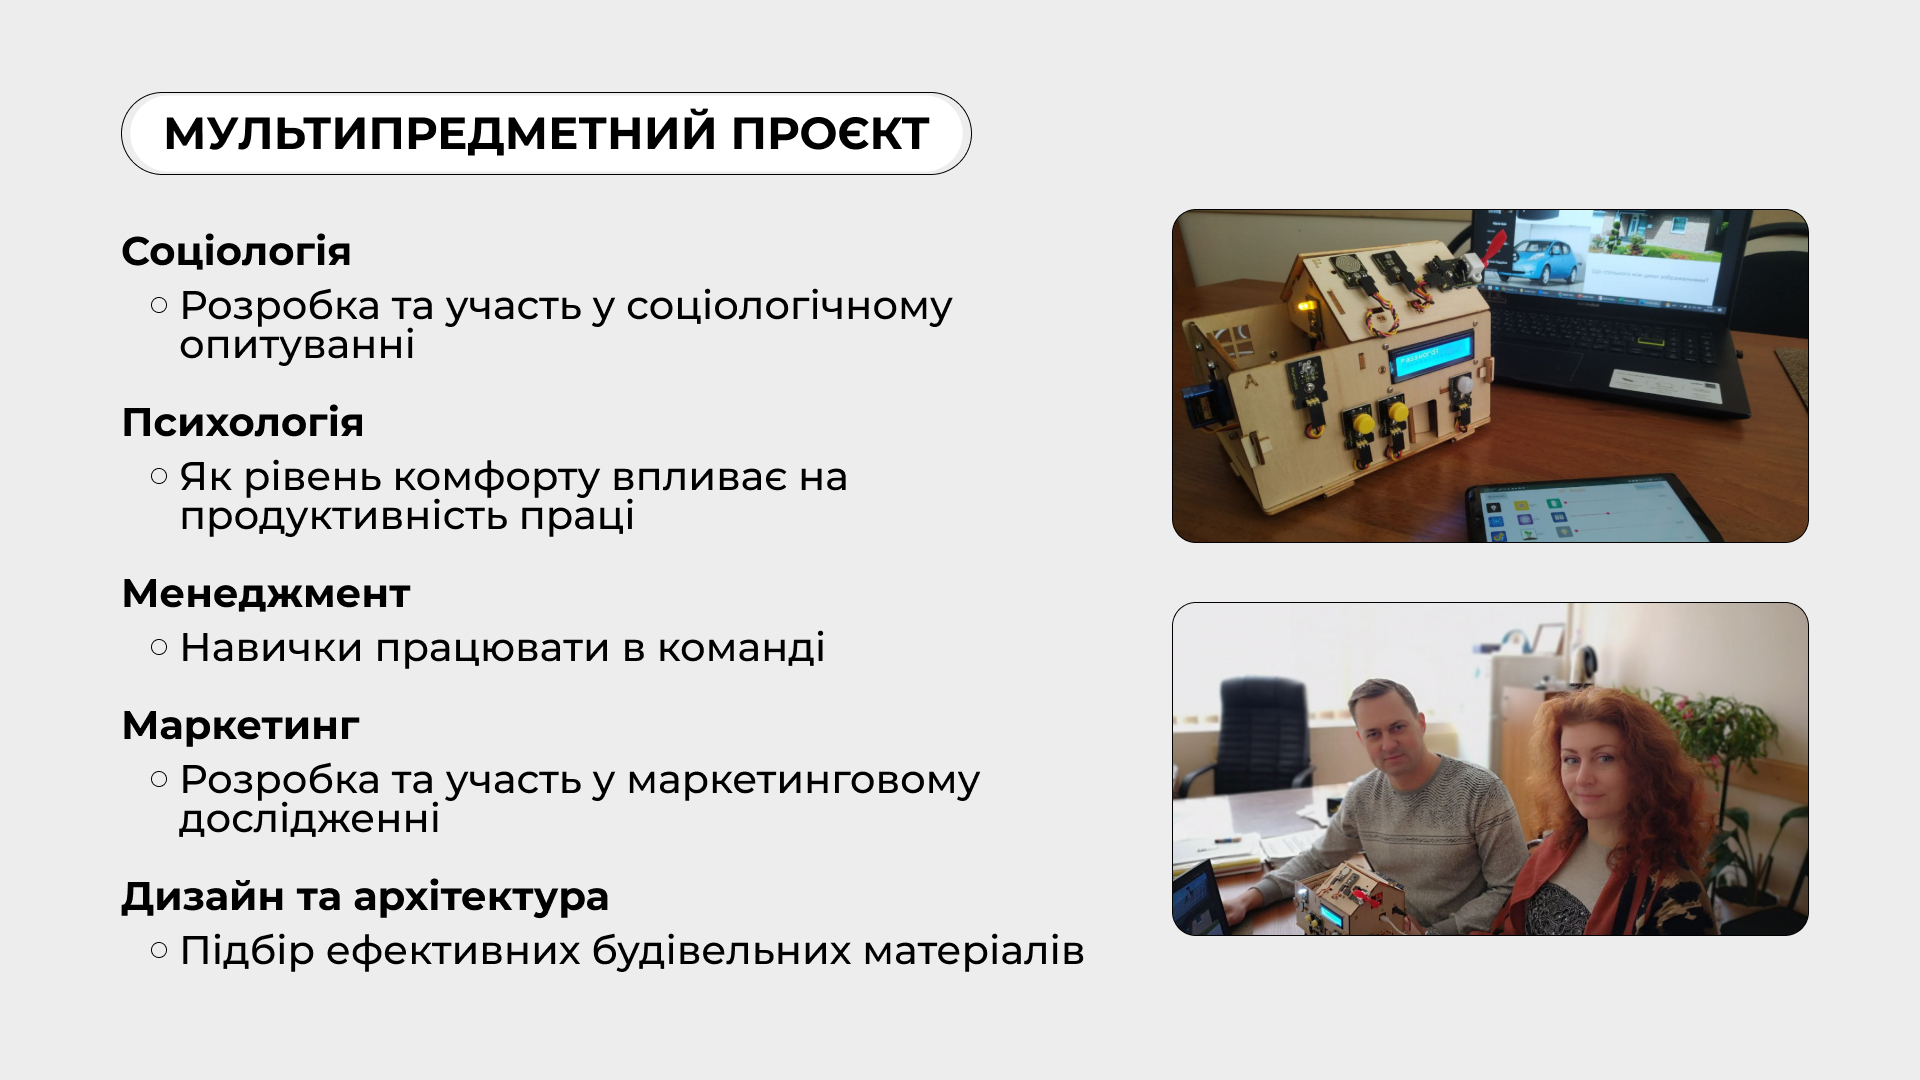 МУЛЬТИПРЕДМЕТНИЙ ПРОЄКТ
Соціологія
Розробка та участь у соціологічному
опитуванні
Психологія
Як рівень комфорту впливає на
продуктивність праці
Менеджмент
Навички працювати в команді
Маркетинг
Розробка та участь у маркетинговому
дослідженні
Дизайн та архітектура
Підбір ефективних будівельних матеріалів
Password:
A